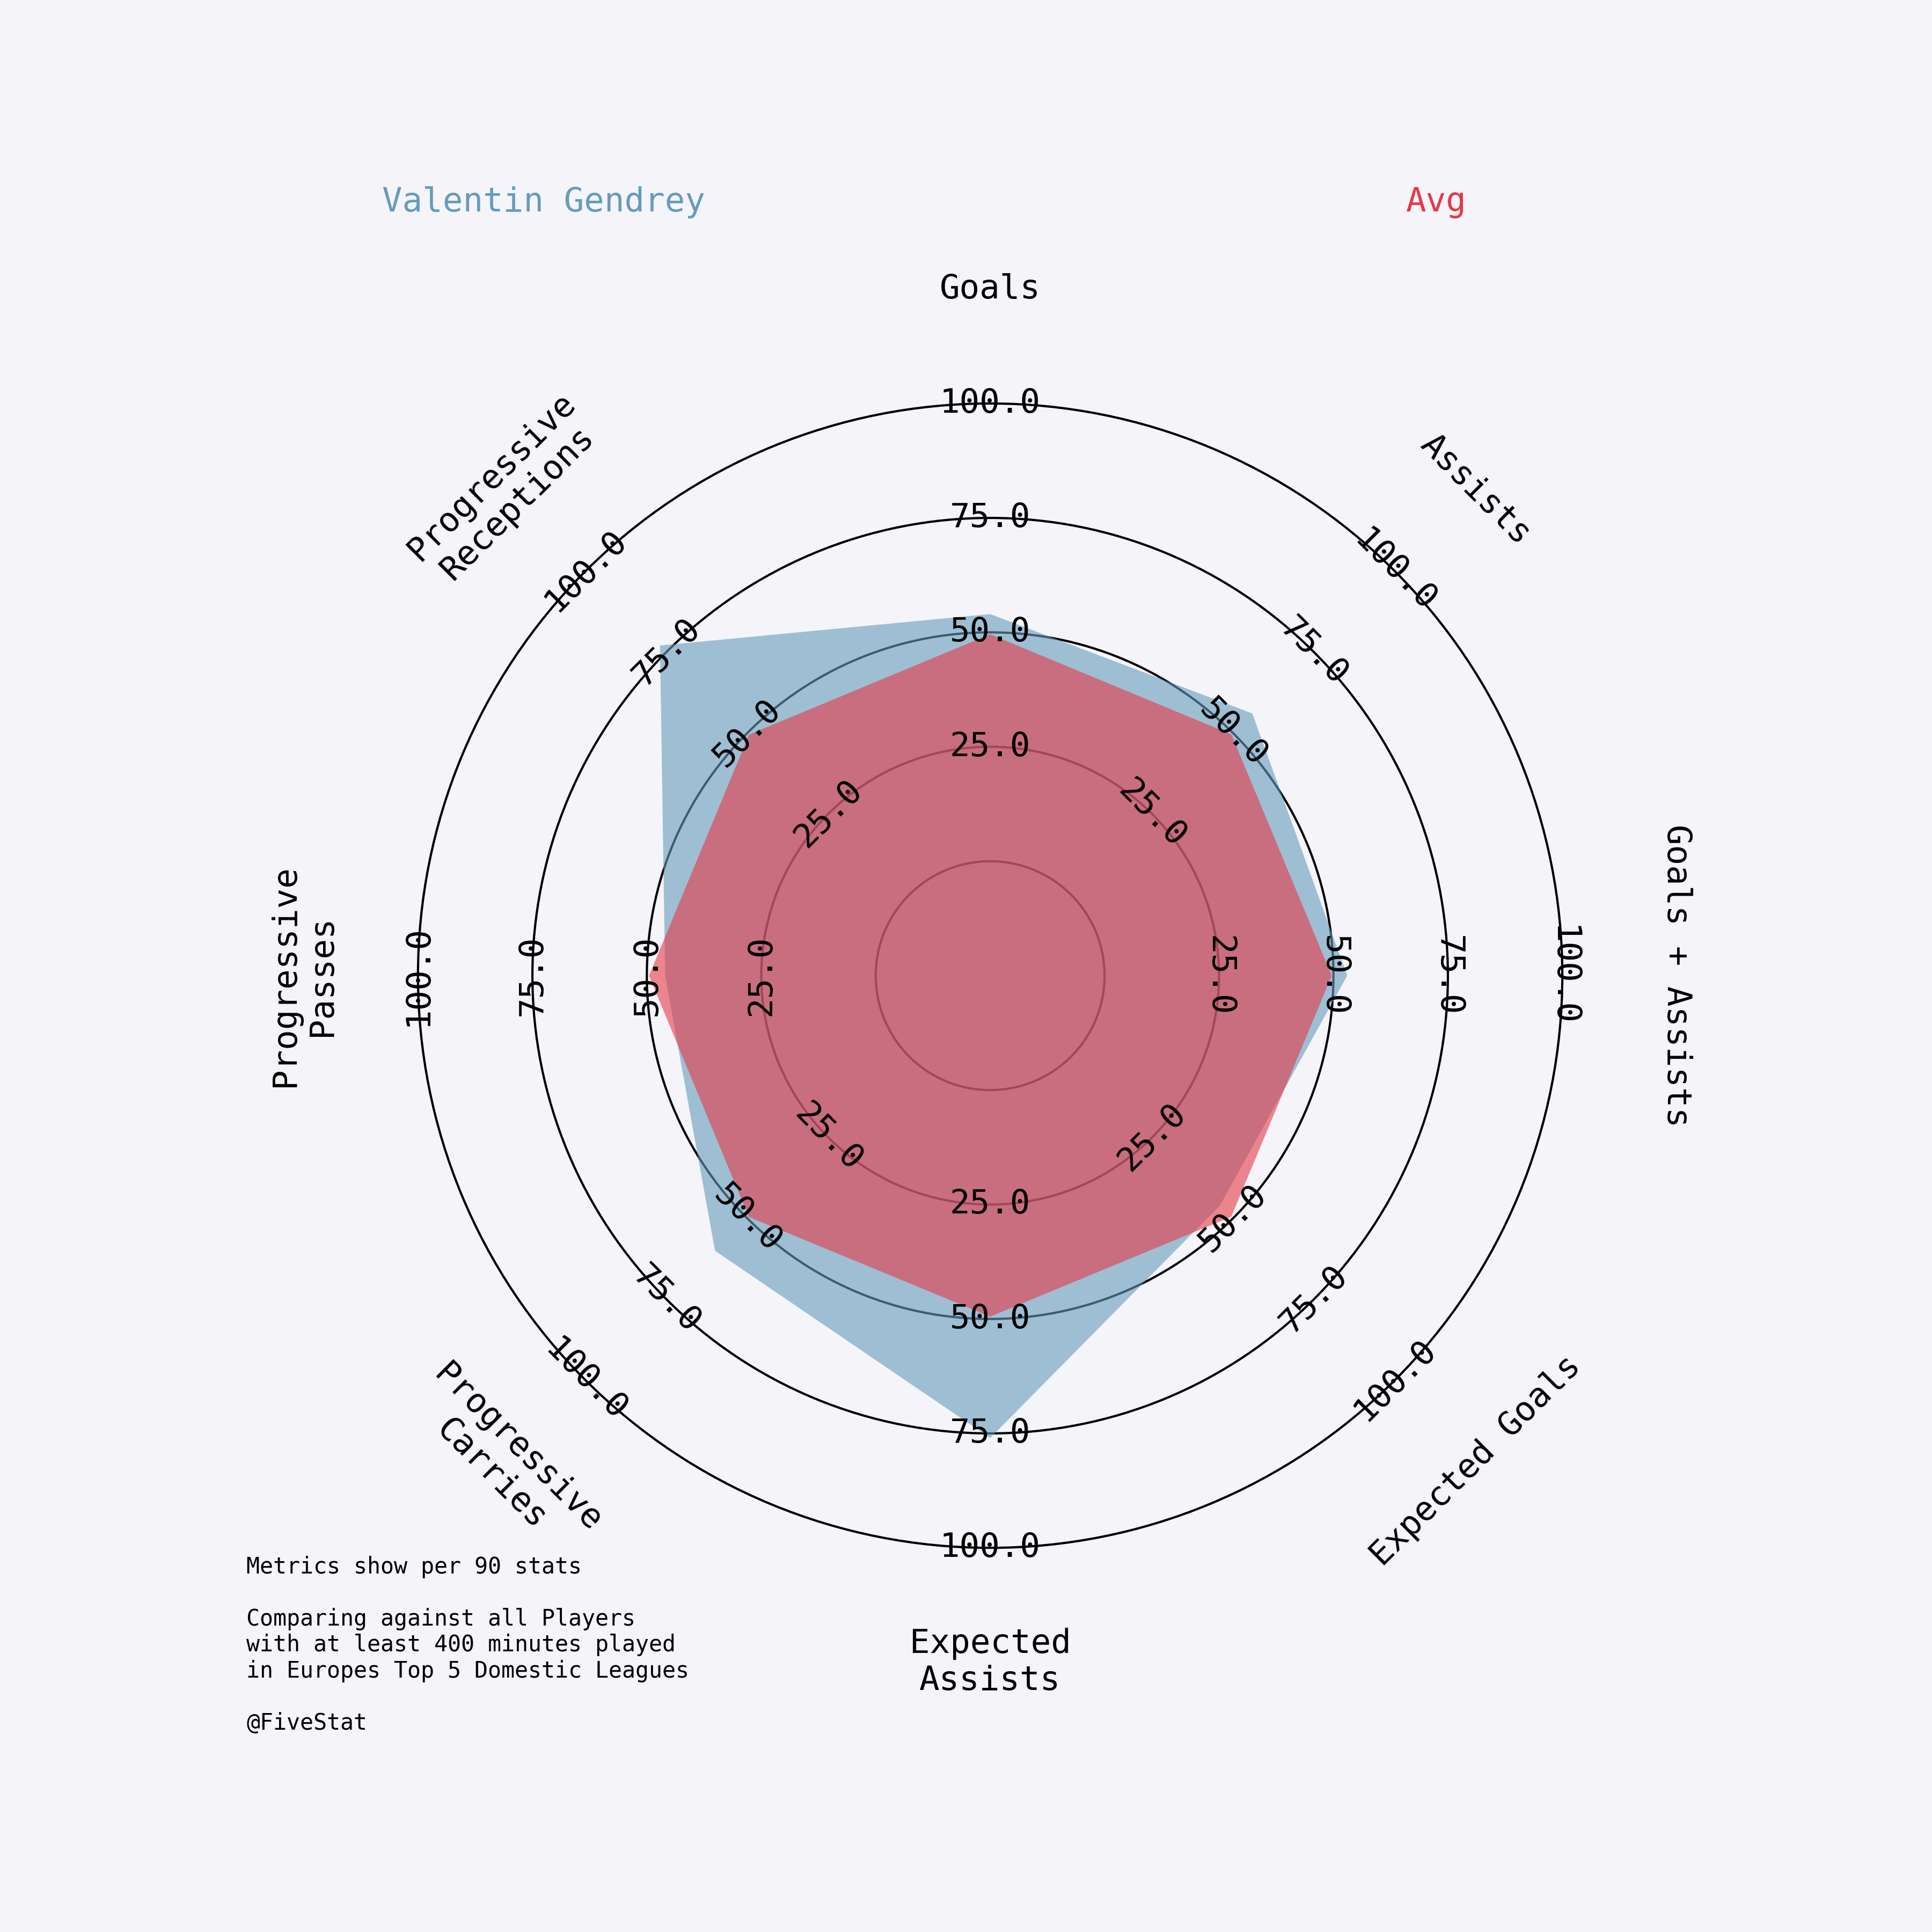 Valentin Gendrey
Avg
Goals
Assists
Goals + Assists
Expected Goals
Expected
Assists
Progressive
Carries
Progressive
Passes
Progressive
Receptions
25.0
50.0
75.0
100.0
25.0
50.0
75.0
100.0
25.0
50.0
75.0
100.0
25.0
50.0
75.0
100.0
25.0
50.0
75.0
100.0
25.0
50.0
75.0
100.0
25.0
50.0
75.0
100.0
25.0
50.0
75.0
100.0
Metrics show per 90 stats
Comparing against all Players
with at least 400 minutes played
in Europes Top 5 Domestic Leagues
@FiveStat